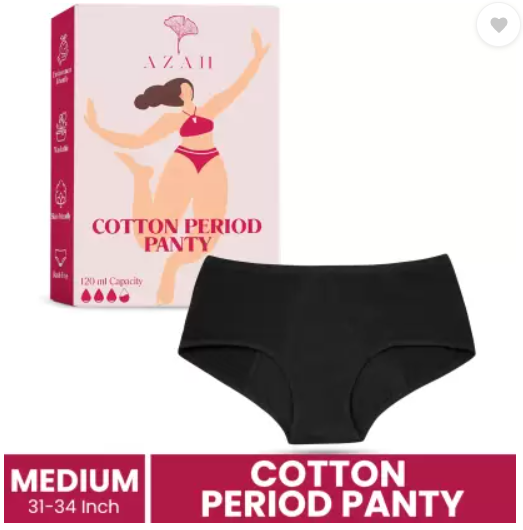 AZAH
COTTON PERIOD
PANTY
120 ml Capacity
MEDIUM
31-34 Inch
COTTON
PERIOD PANTY